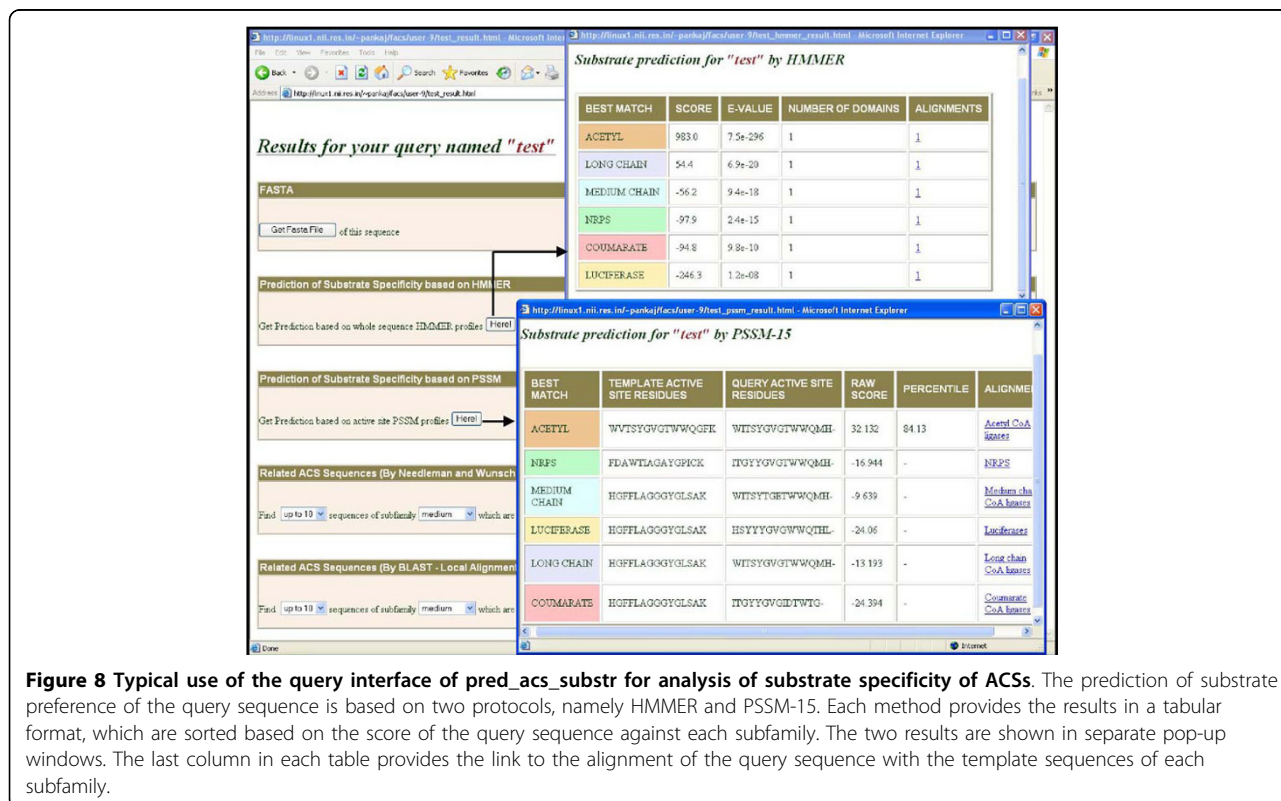 http://linux1.nii.res.in/~pankaj/facs/user-9/test_result.html - Microsoft Inter
File Edit View Favorites Tools Help
Back Search Favorites
Address http://linux1.nii.res.in/~pankaj/facs/user-9/test_result.html
Results for your query named "test"
FASTA
Get Fasta File of this sequence
Prediction of Substrate Specificity based on HMMER
Get Prediction based on whole sequence HMMER profiles Here!
Prediction of Substrate Specificity based on PSSM
Get Prediction based on active site PSSM profiles Here!
Related ACS Sequences (By Needleman and Wunsch
Find up to 10 sequences of subfamily medium which are
Related ACS Sequences (By BLAST - Local Alignment
Find up to 10 sequences of subfamily medium which are
Done
http://linux1.nii.res.in/~pankaj/facs/user-9/test_hmmer_result.html - Microsoft Internet Explorer
Substrate prediction for "test" by HMMER
BEST MATCH SCORE E-VALUE NUMBER OF DOMAINS ALIGNMENTS
ACETYL 983.0 7.5e-296 1 1
LONG CHAIN 54.4 6.9e-20 1 1
MEDIUM CHAIN -56.2 9.4e-18 1 1
NRPS -97.9 2.4e-15 1 1
COUMARATE -94.8 9.8e-10 1 1
LUCIFERASE -246.3 1.2e-08 1 1
http://linux1.nii.res.in/~pankaj/facs/user-9/test_pssm_result.html - Microsoft Internet Explorer
Substrate prediction for "test" by PSSM-15
BEST MATCH TEMPLATE ACTIVE SITE RESIDUES QUERY ACTIVE SITE RESIDUES RAW SCORE PERCENTILE ALIGNMEN
ACETYL WVTSYGVGTWWQGFK WITSYGVGTWWQMH- 32.132 84.13 Acetyl CoA ligases
NRPS FDAWTIAGAYGPICK ITGYYGVGTWWQMH- -16.944 - NRPS
MEDIUM CHAIN HGFFLAGGGYGLSAK WITSYTGETWWQMH- -9.639 - Medium cha CoA ligases
LUCIFERASE HGFFLAGGGYGLSAK HSYYYGVGWWQTHL- -24.06 - Luciferases
LONG CHAIN HGFFLAGGGYGLSAK WITSYGVGTWWQMH- -13.193 - Long chain CoA ligases
COUMARATE HGFFLAGGGYGLSAK ITGYYGVGIDTWTG- -24.394 - Coumarate CoA ligases
Internet
Figure 8 Typical use of the query interface of pred_acs_substr for analysis of substrate specificity of ACSs. The prediction of substrate
preference of the query sequence is based on two protocols, namely HMMER and PSSM-15. Each method provides the results in a tabular
format, which are sorted based on the score of the query sequence against each subfamily. The two results are shown in separate pop-up
windows. The last column in each table provides the link to the alignment of the query sequence with the template sequences of each
subfamily.